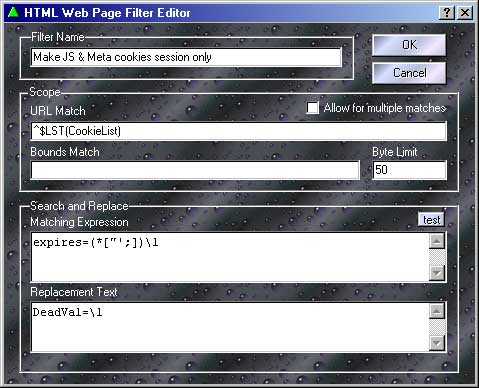 HTML Web Page Filter Editor
Filter Name
Make JS & Meta cookies session only
OK
Cancel
Scope
URL Match
Allow for multiple matches
^$LST(CookieList)
Bounds Match
Byte Limit
50
Search and Replace
Matching Expression
test
expires=(*["';])\1
Replacement Text
DeadVal=\1